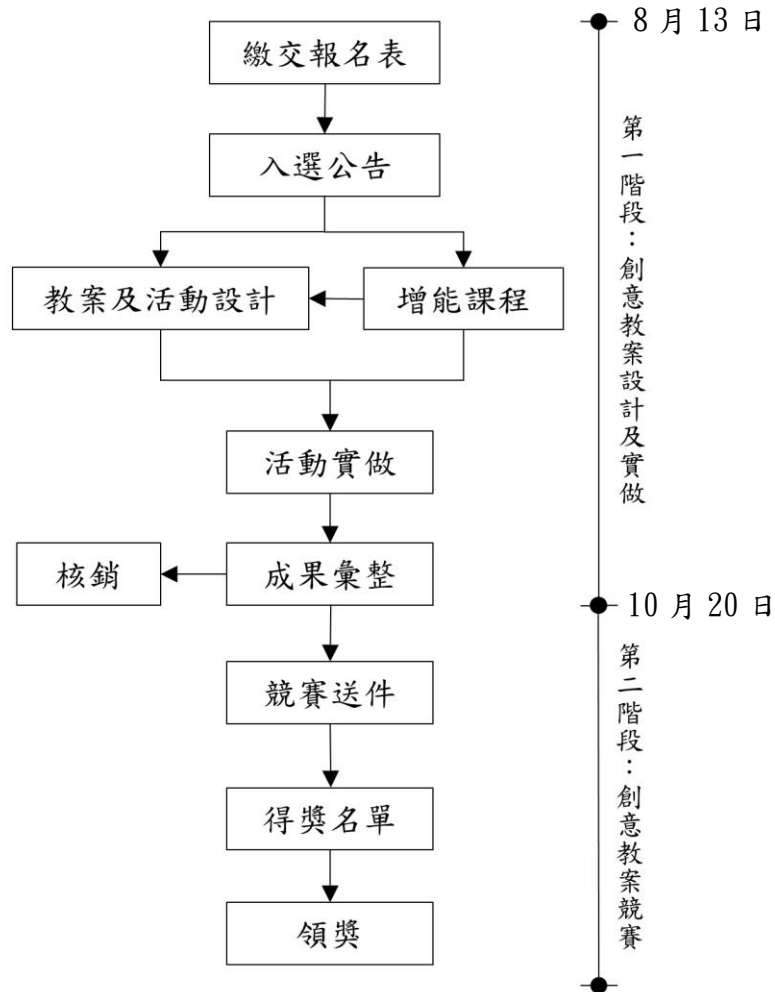 繳交報名表
8月13日
入選公告
教案及活動設計
增能課程
活動實做
第一階段：創意教案設計及實做
核銷
成果彙整
10月20日
競賽送件
得獎名單
領獎
第二階段：創意教案競賽